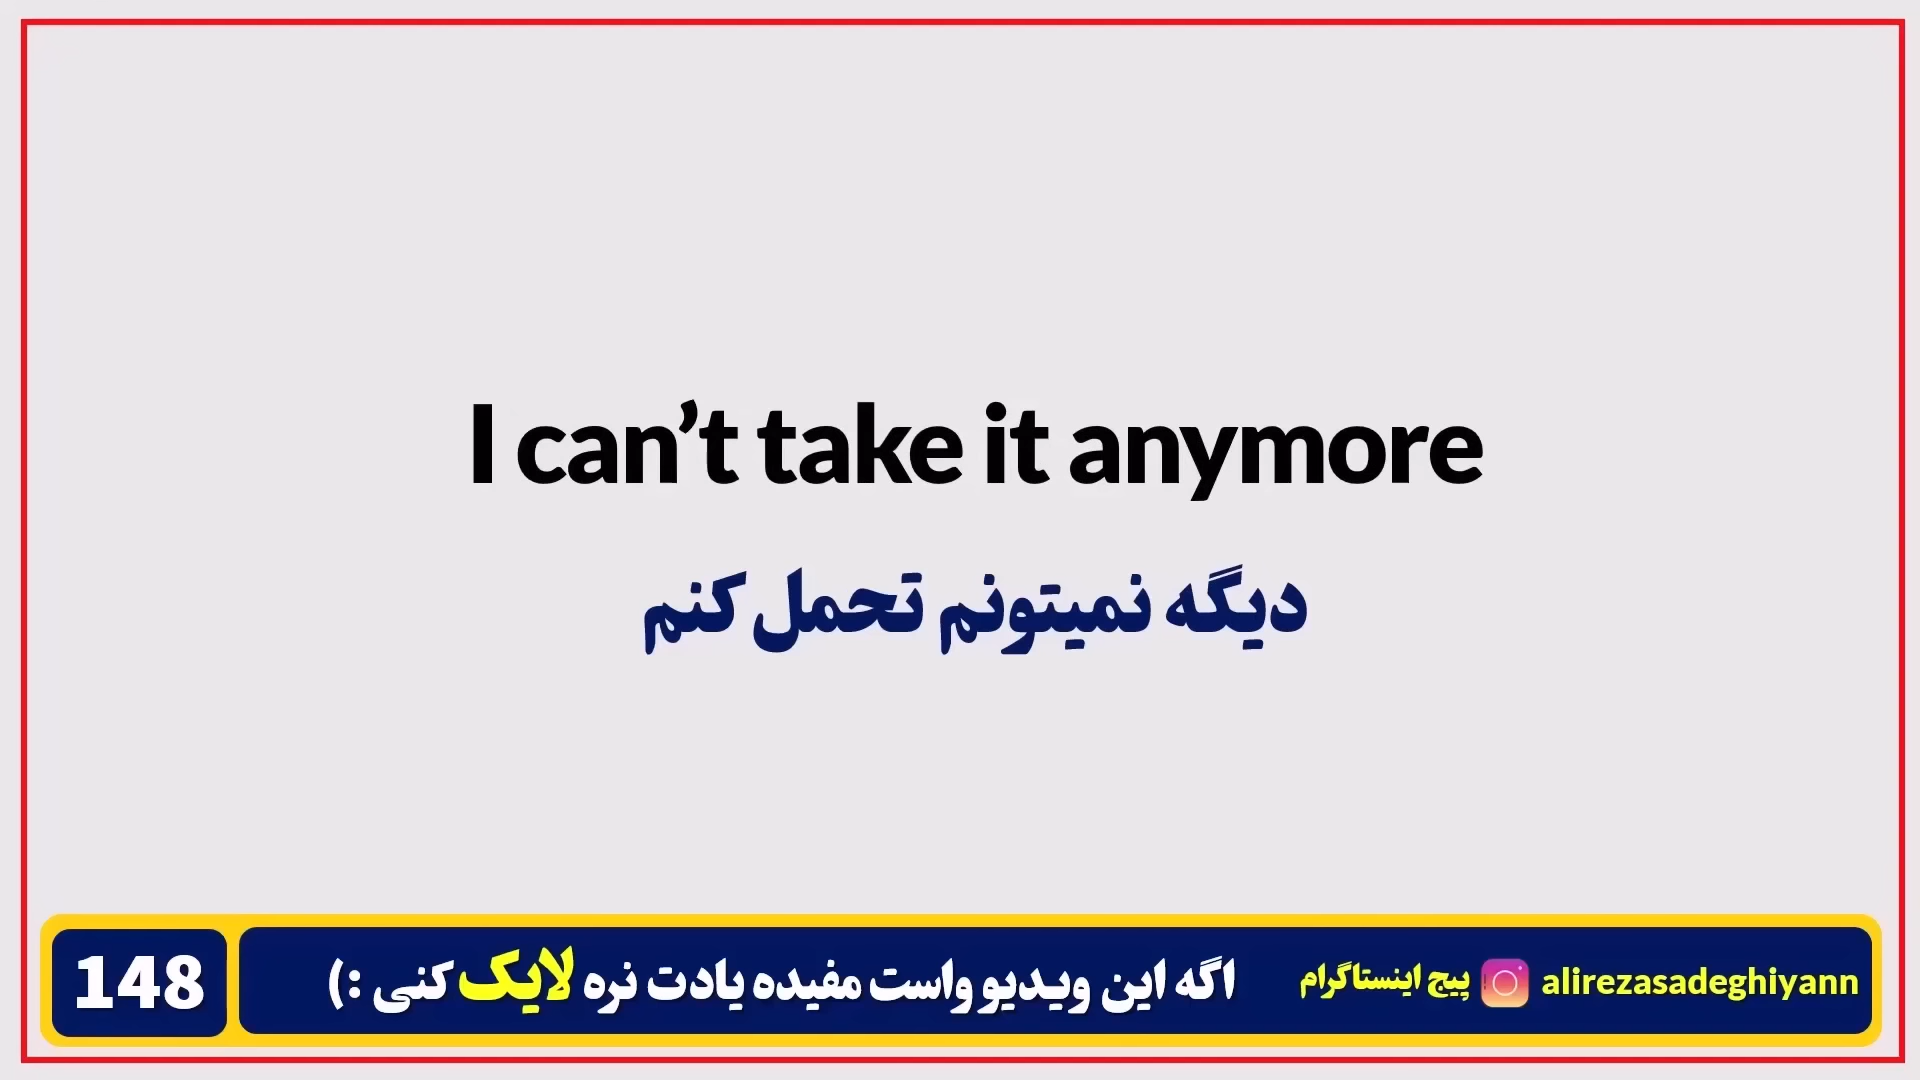 I can’t take it anymore
دیگه نمیتونم تحمل کنم
148
اگه این ویدیو واست مفیده یادت نره لایک کنی :)
پیج اینستاگرام
alirezasadeghiyann